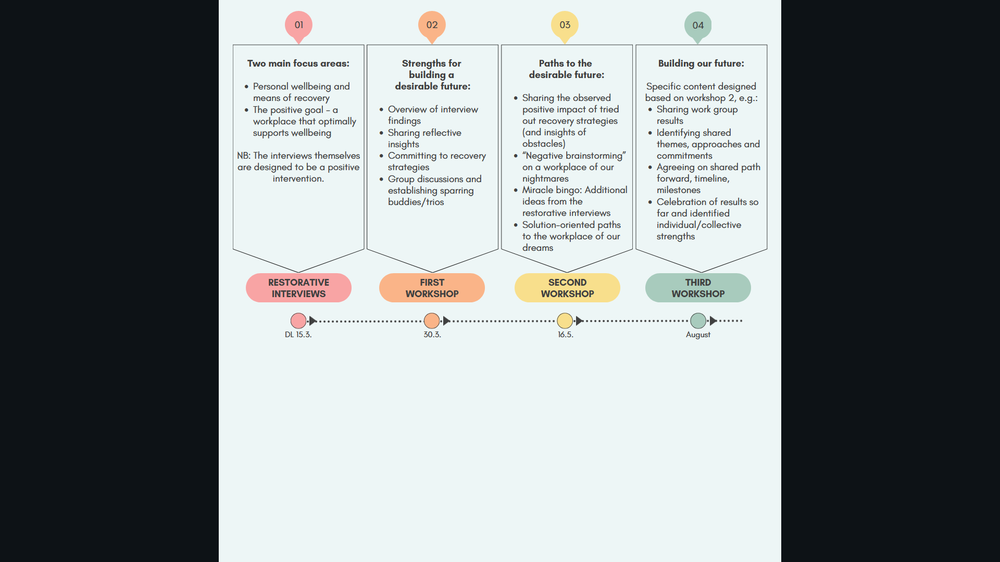 01
Two main focus areas:
• Personal wellbeing and
means of recovery
• The positive goal - a
workplace that optimally
supports wellbeing
NB: The interviews themselves
are designed to be a positive
intervention.
RESTORATIVE
INTERVIEWS
DL 15.3.
02
Strengths for
building a
desirable future:
• Overview of interview
findings
• Sharing reflective
insights
• Committing to recovery
strategies
• Group discussions and
establishing sparring
buddies/trios
FIRST
WORKSHOP
30.3.
03
Paths to the
desirable future:
• Sharing the observed
positive impact of tried
out recovery strategies
(and insights of
obstacles)
• “Negative brainstorming”
on a workplace of our
nightmares
• Miracle bingo: Additional
ideas from the
restorative interviews
• Solution-oriented paths
to the workplace of our
dreams
SECOND
WORKSHOP
16.5.
04
Building our future:
Specific content designed
based on workshop 2, e.g.:
• Sharing work group
results
• Identifying shared
themes, approaches and
commitments
• Agreeing on shared path
forward, timeline,
milestones
• Celebration of results so
far and identified
individual/collective
strengths
THIRD
WORKSHOP
August